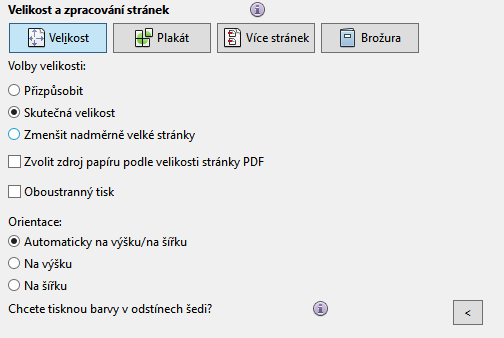 Velikost a zpracování stránek
Velikost Plakát Více stránek Brožura
Volby velikosti:
Přizpůsobit
Skutečná velikost
Zmenšit nadměrně velké stránky
Zvolit zdroj papíru podle velikosti stránky PDF
Oboustranný tisk
Orientace:
Automaticky na výšku/na šířku
Na výšku
Na šířku
Chcete tisknou barvy v odstínech šedi? <